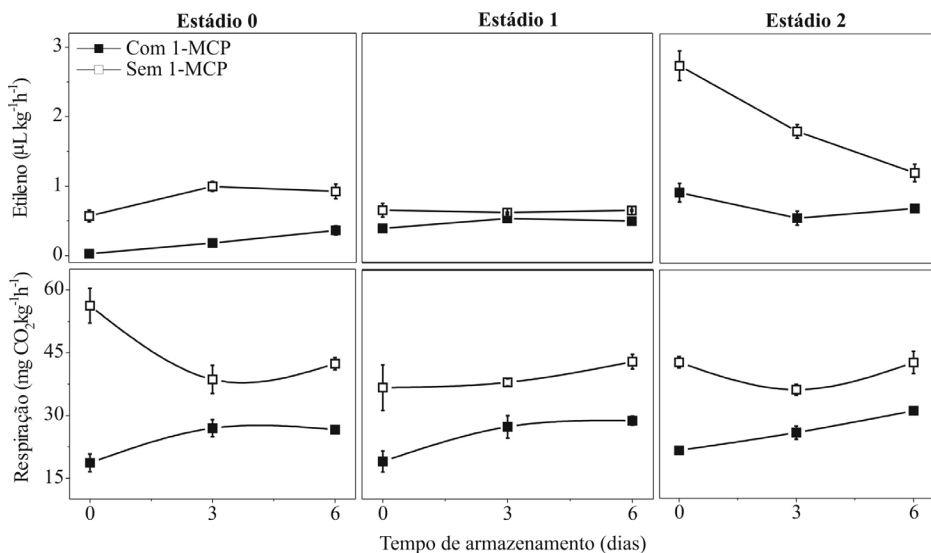 Estádio 0
Estádio 1
Estádio 2
Com 1-MCP
Sem 1-MCP
Etileno (µL kg⁻¹h⁻¹)
3
2
1
0
Respiração (mg CO₂kg⁻¹h⁻¹)
60
45
30
15
0 3 6
0 3 6
0 3 6
Tempo de armazenamento (dias)